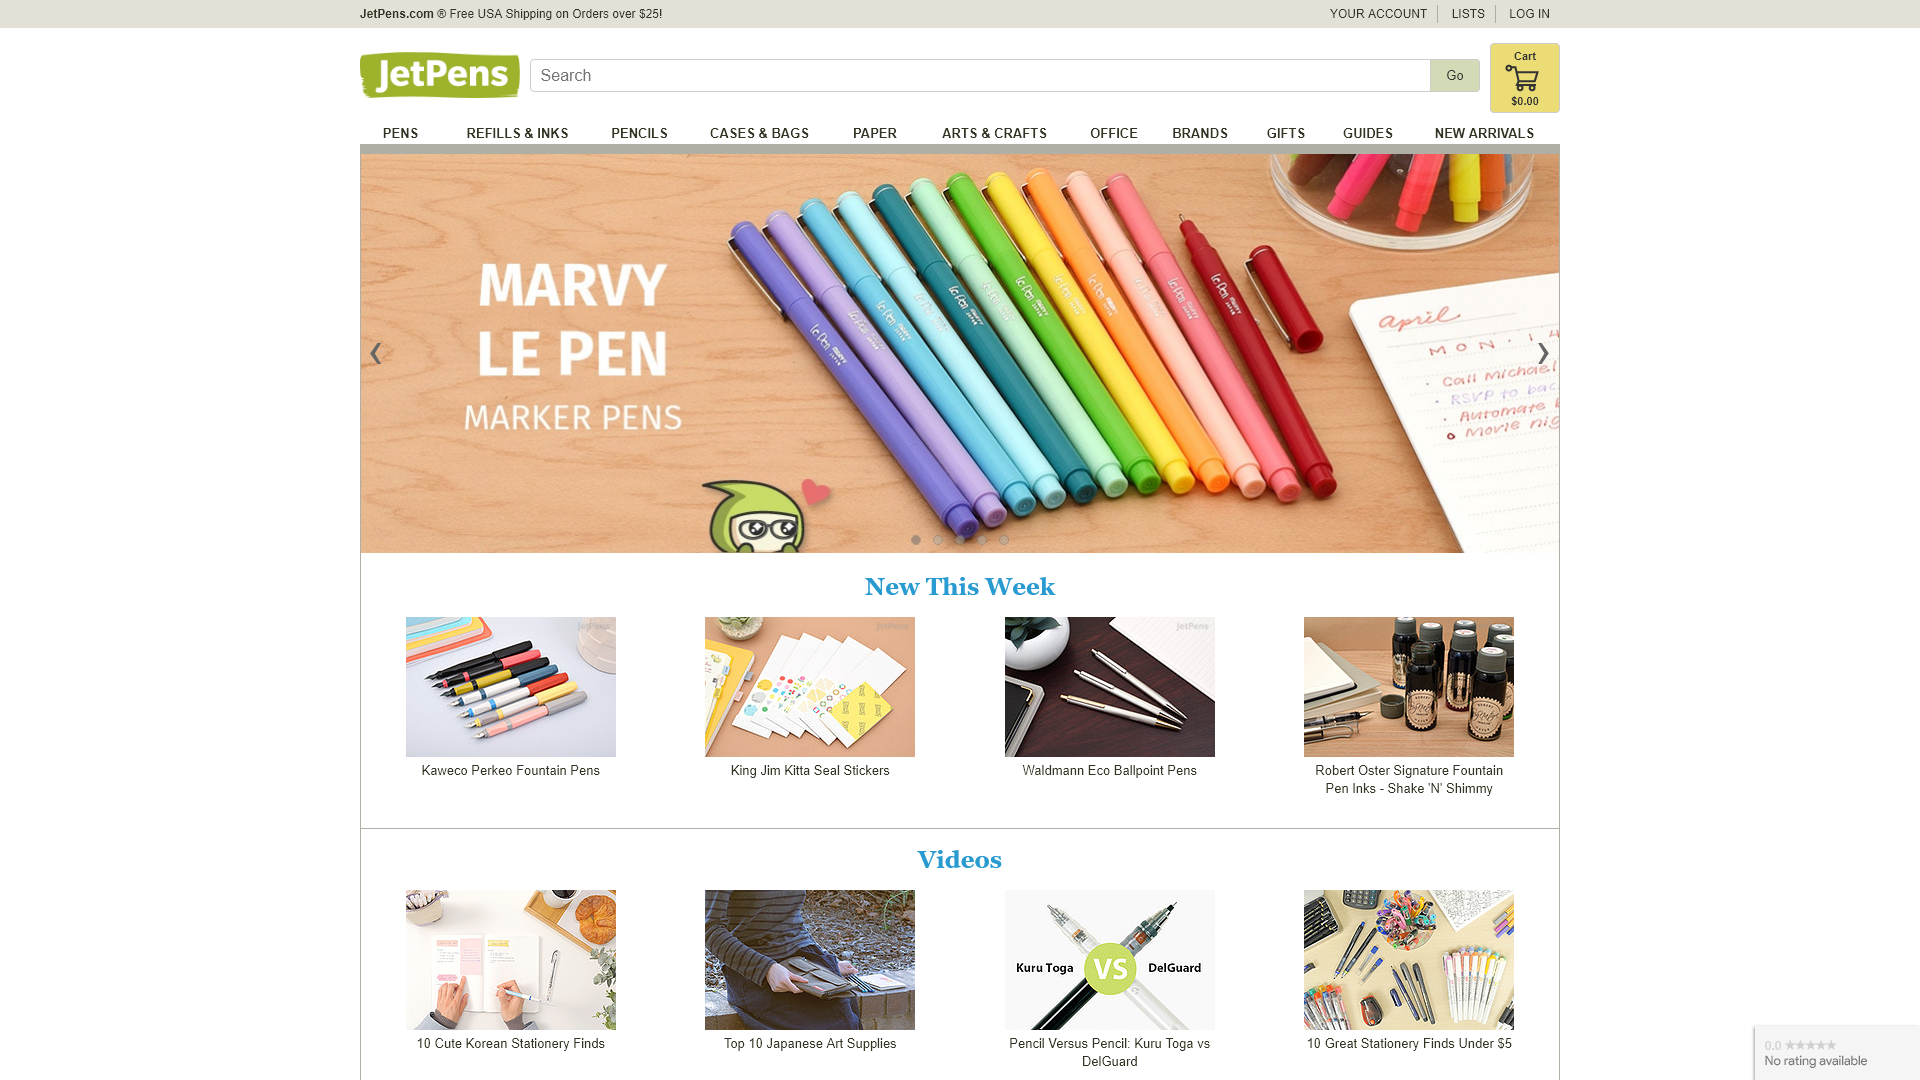 JetPens.com ® Free USA Shipping on Orders over $25!
YOUR ACCOUNT
LISTS
LOG IN
JetPens
Search
Go
Cart
$0.00
PENS
REFILLS & INKS
PENCILS
CASES & BAGS
PAPER
ARTS & CRAFTS
OFFICE
BRANDS
GIFTS
GUIDES
NEW ARRIVALS
MARVY
LE PEN
MARKER PENS
april
MON. 1.4
Call Michael
RSVP to bac
Automate b
Movie nig
New This Week
Kaweco Perkeo Fountain Pens
King Jim Kitta Seal Stickers
Waldmann Eco Ballpoint Pens
Robert Oster Signature Fountain
Pen Inks - Shake 'N' Shimmy
Videos
Kuru Toga
VS
DelGuard
10 Cute Korean Stationery Finds
Top 10 Japanese Art Supplies
Pencil Versus Pencil: Kuru Toga vs
DelGuard
10 Great Stationery Finds Under $5
0.0
No rating available